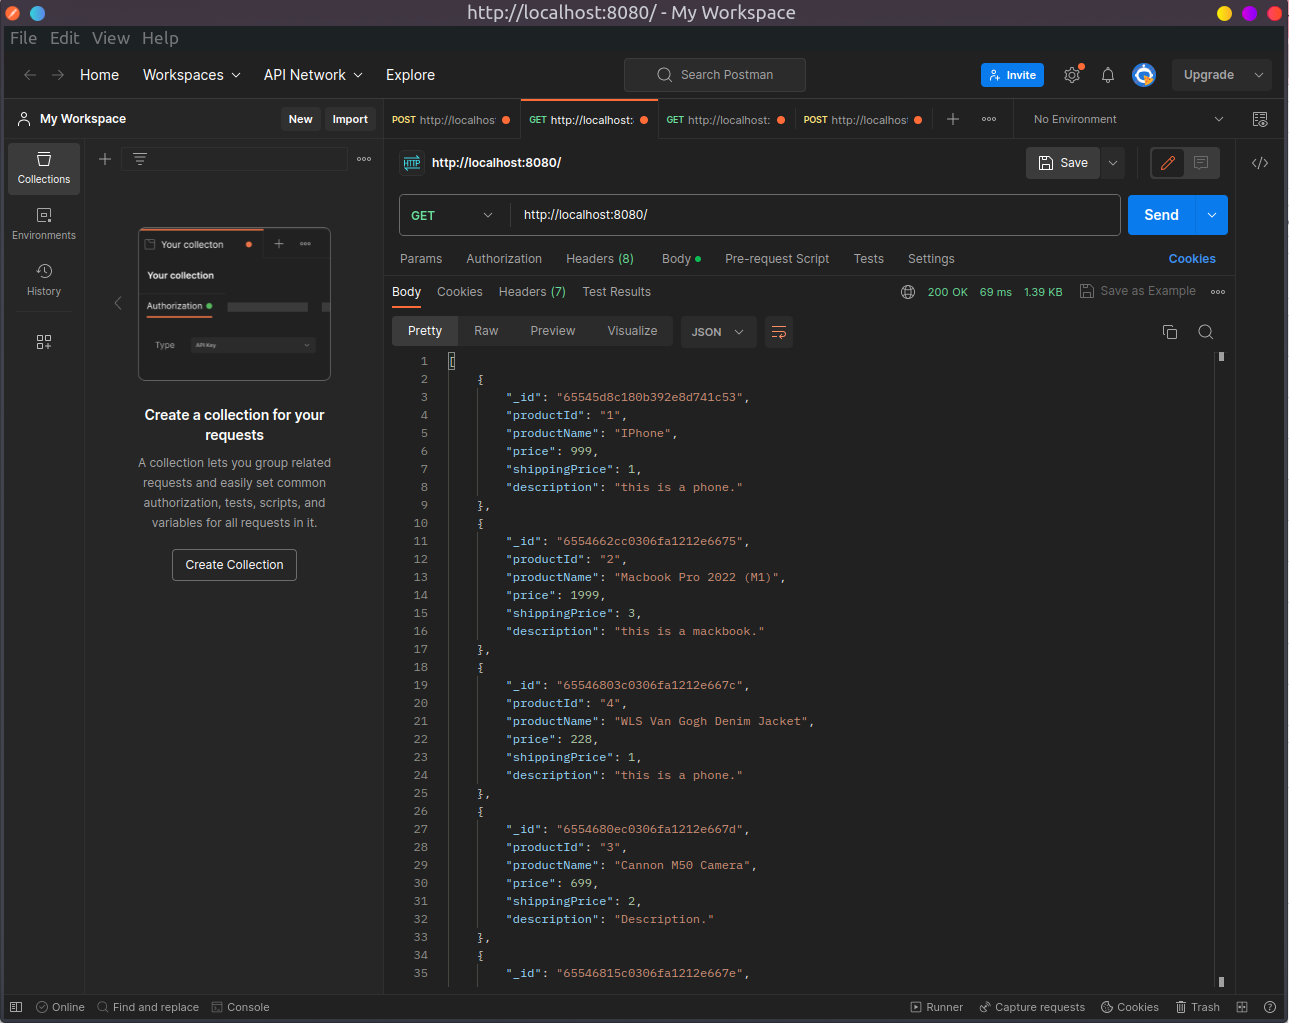 http://localhost:8080/ - My Workspace
File Edit View Help
Home Workspaces API Network Explore Search Postman Invite Upgrade
My Workspace New Import
POST http://localhos GET http://localhost: GET http://localhost: POST http://localhost No Environment
Collections
Environments
History
Your collecton
Your collection
Authorization
Type API Key
Create a collection for your
requests
A collection lets you group related
requests and easily set common
authorization, tests, scripts, and
variables for all requests in it.
Create Collection
HTTP http://localhost:8080/ Save
GET http://localhost:8080/ Send
Params Authorization Headers (8) Body Pre-request Script Tests Settings Cookies
Body Cookies Headers (7) Test Results 200 OK 69 ms 1.39 KB Save as Example
Pretty Raw Preview Visualize JSON
1 [
2 {
3 "_id": "65545d8c180b392e8d741c53",
4 "productId": "1",
5 "productName": "IPhone",
6 "price": 999,
7 "shippingPrice": 1,
8 "description": "this is a phone."
9 },
10 {
11 "_id": "6554662cc0306fa1212e6675",
12 "productId": "2",
13 "productName": "Macbook Pro 2022 (M1)",
14 "price": 1999,
15 "shippingPrice": 3,
16 "description": "this is a mackbook."
17 },
18 {
19 "_id": "65546803c0306fa1212e667c",
20 "productId": "4",
21 "productName": "WLS Van Gogh Denim Jacket",
22 "price": 228,
23 "shippingPrice": 1,
24 "description": "this is a phone."
25 },
26 {
27 "_id": "6554680ec0306fa1212e667d",
28 "productId": "3",
29 "productName": "Cannon M50 Camera",
30 "price": 699,
31 "shippingPrice": 2,
32 "description": "Description."
33 },
34 {
35 "_id": "65546815c0306fa1212e667e",
Online Find and replace Console Runner Capture requests Cookies Trash